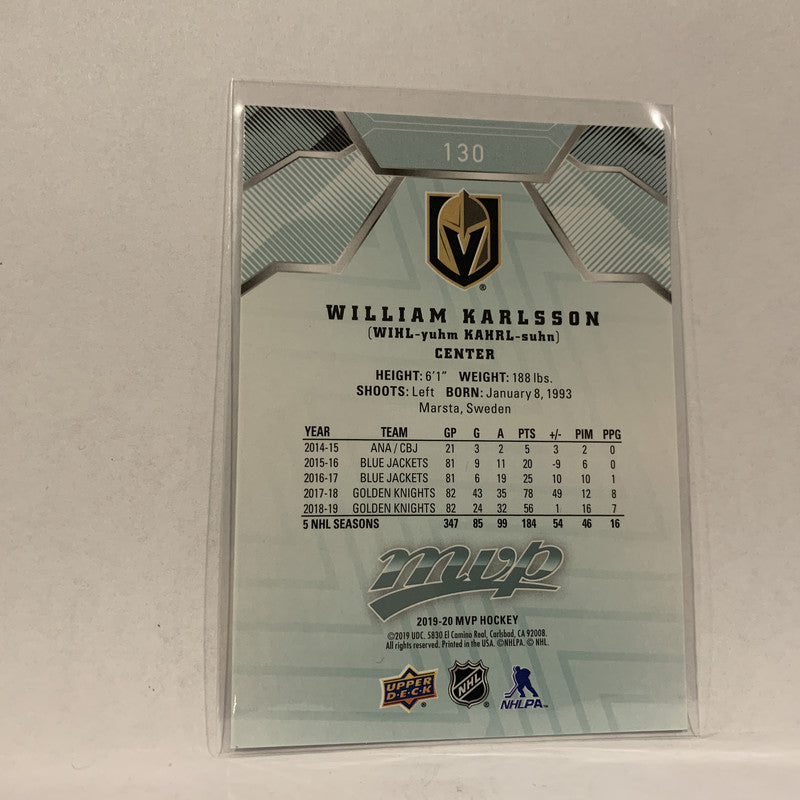 130
WILLIAM KARLSSON
(WIHL-yuhm KAHRL-suhn)
CENTER
HEIGHT: 6'1" WEIGHT: 188 lbs.
SHOOTS: Left BORN: January 8, 1993
Marsta, Sweden
YEAR TEAM GP G A PTS +/- PIM PPG
2014-15 ANA / CBJ 21 3 2 5 3 2 0
2015-16 BLUE JACKETS 81 9 11 20 -9 6 0
2016-17 BLUE JACKETS 81 6 19 25 10 10 1
2017-18 GOLDEN KNIGHTS 82 43 35 78 49 12 8
2018-19 GOLDEN KNIGHTS 82 24 32 56 1 16 7
5 NHL SEASONS 347 85 99 184 54 46 16
mvp
2019-20 MVP HOCKEY
©2019 UDC. 5830 El Camino Real, Carlsbad, CA 92008.
All rights reserved. Printed in the USA. ©NHLPA. © NHL.
UPPER DECK ® NHL ® NHLPA™